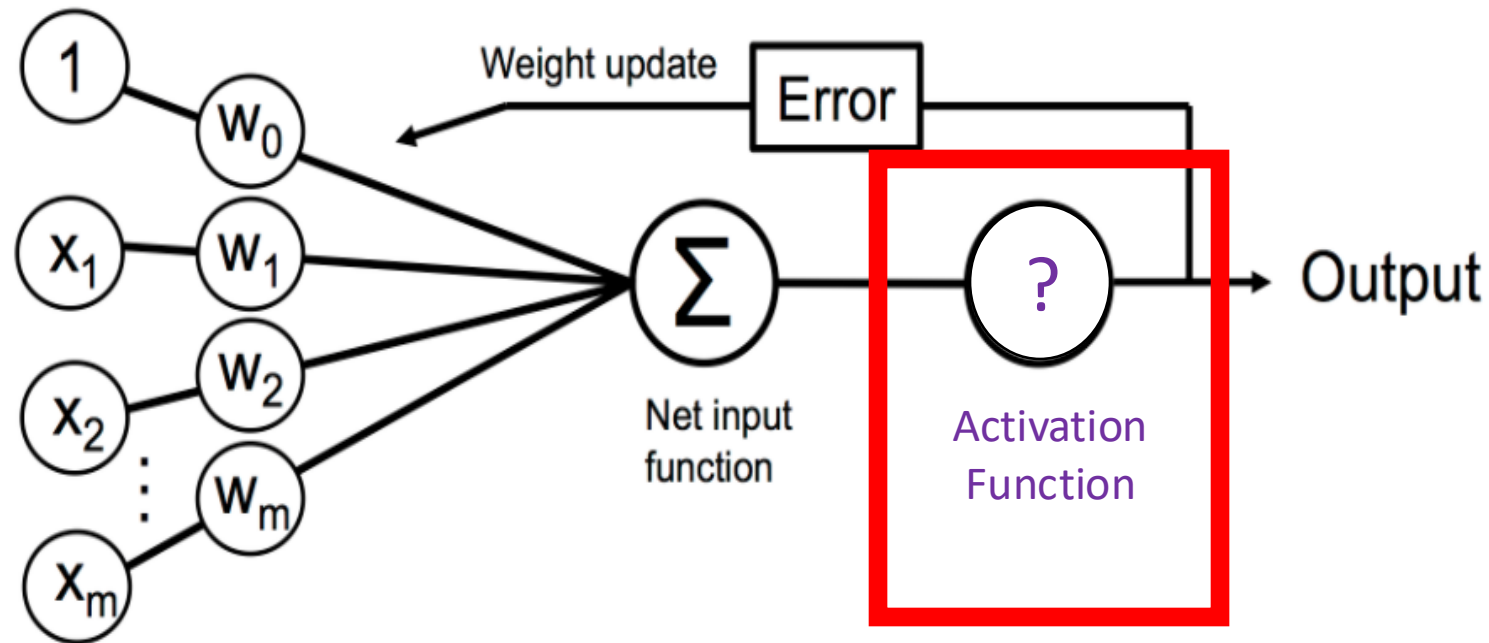 1
w₀
Weight update
Error
x₁
w₁
Σ
?
Output
x₂
w₂
Net input
function
Activation
Function
⋮
wₘ
xₘ